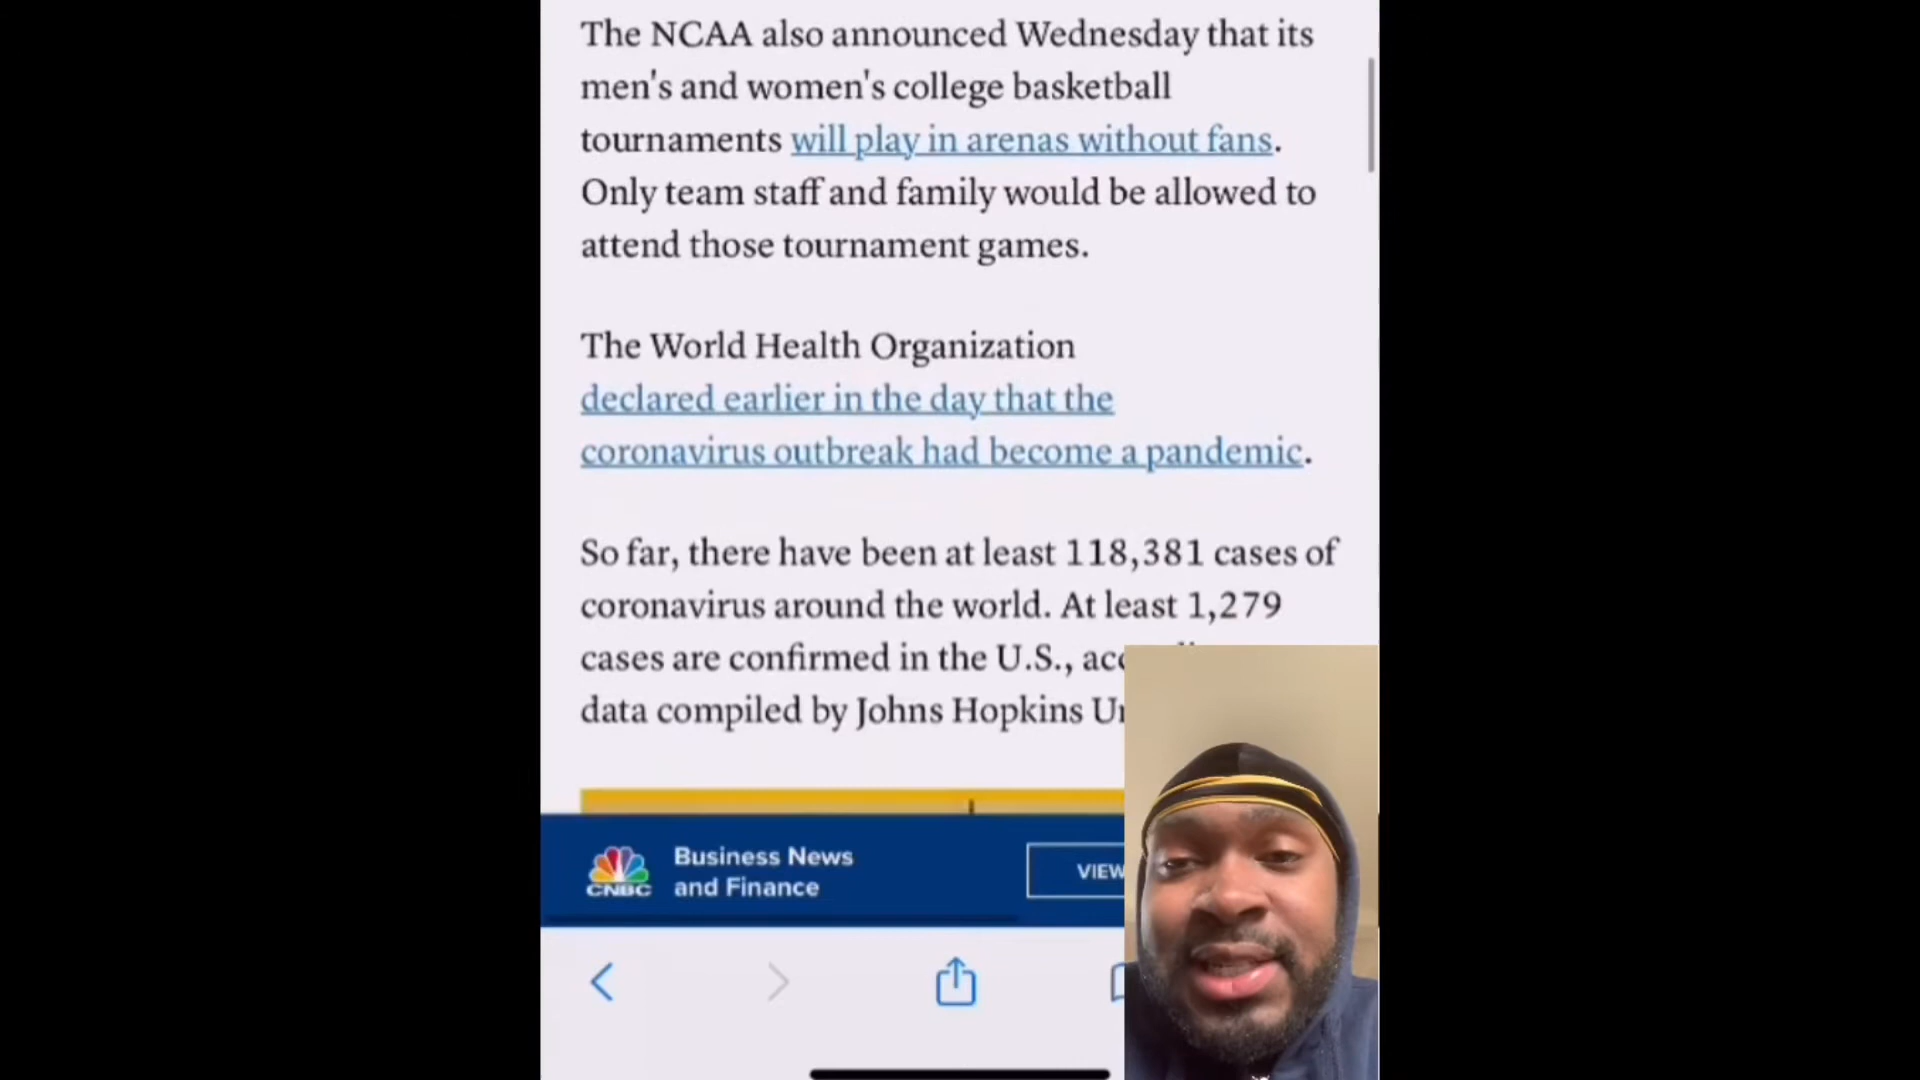 The NCAA also announced Wednesday that its
men's and women's college basketball
tournaments will play in arenas without fans.
Only team staff and family would be allowed to
attend those tournament games.
The World Health Organization
declared earlier in the day that the
coronavirus outbreak had become a pandemic.
So far, there have been at least 118,381 cases of
coronavirus around the world. At least 1,279
cases are confirmed in the U.S.,
data compiled by Johns Hopkins
CNBC
Business News
and Finance
VIEW